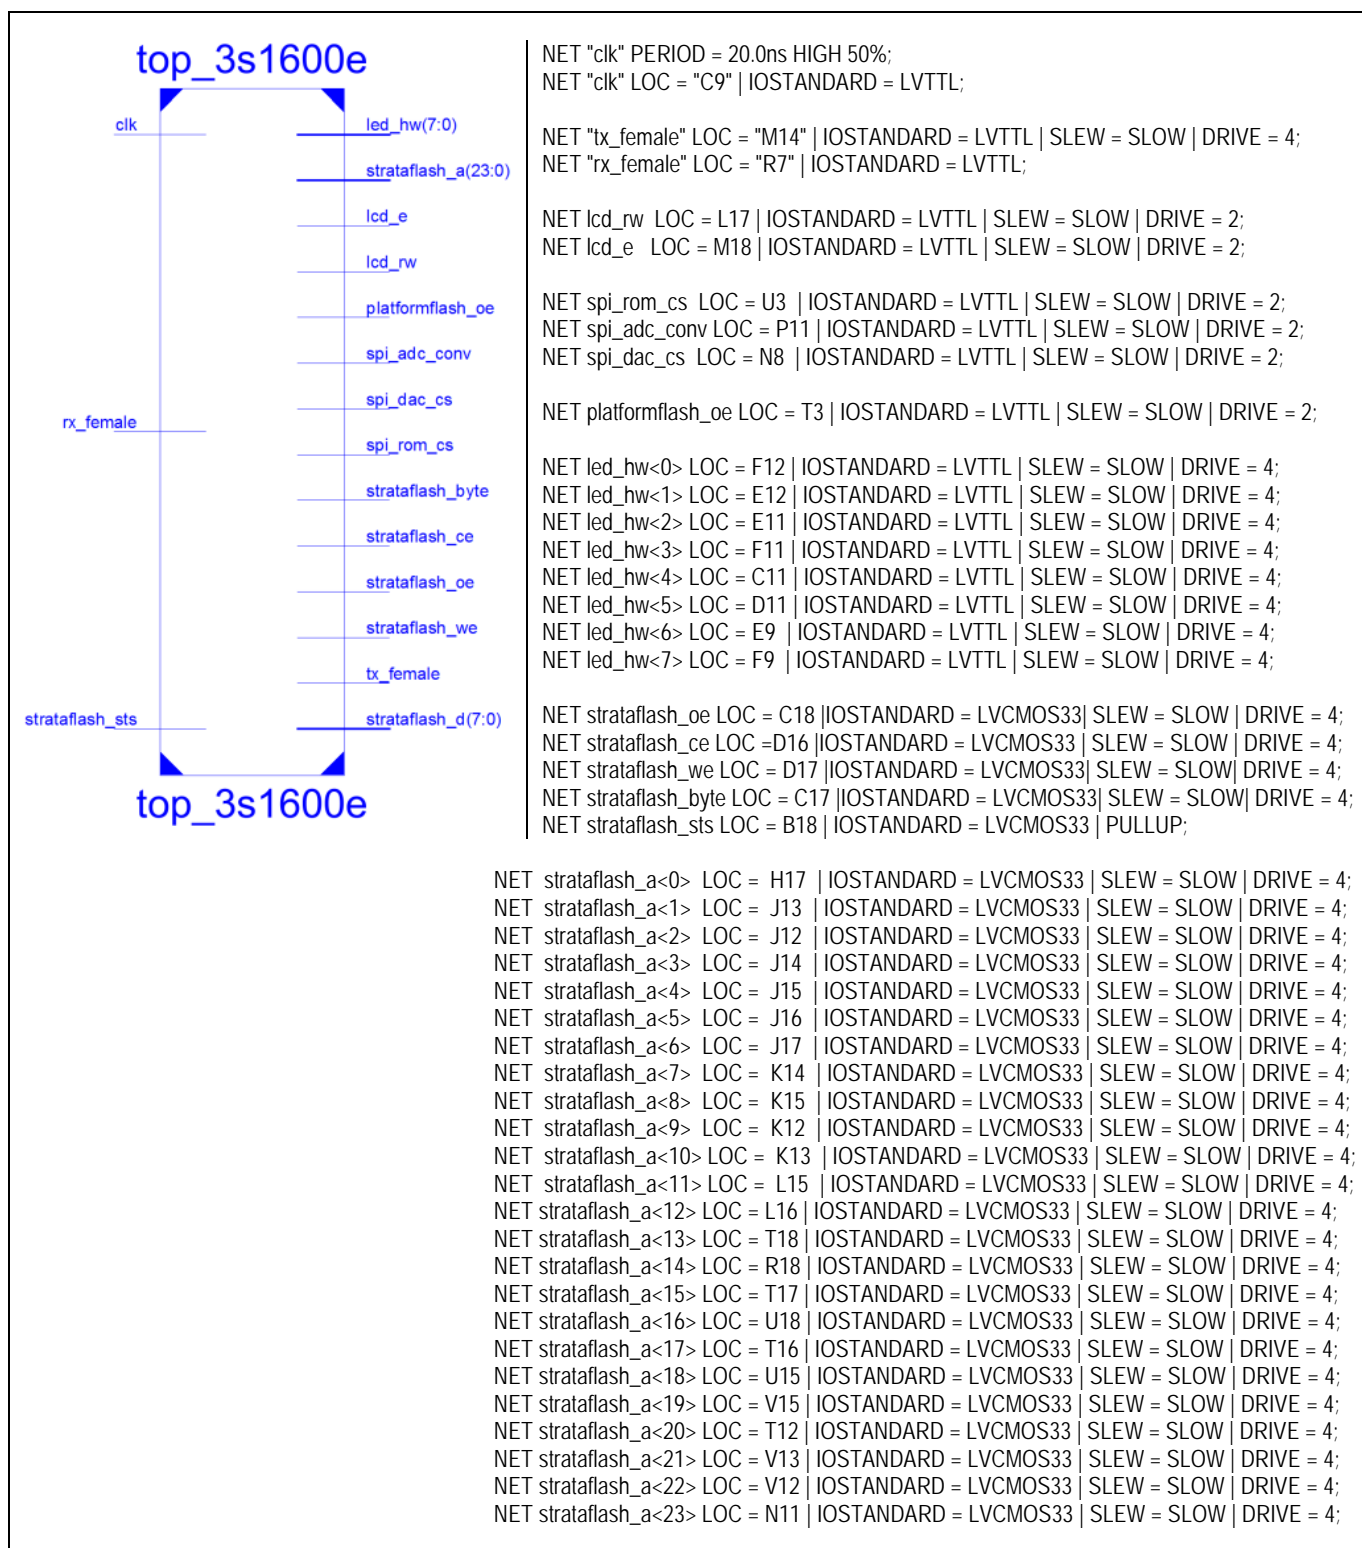 top_3s1600e
clk
rx_female
strataflash_sts
led_hw(7:0)
strataflash_a(23:0)
lcd_e
lcd_rw
platformflash_oe
spi_adc_conv
spi_dac_cs
spi_rom_cs
strataflash_byte
strataflash_ce
strataflash_oe
strataflash_we
tx_female
strataflash_d(7:0)
top_3s1600e
NET "clk" PERIOD = 20.0ns HIGH 50%;
NET "clk" LOC = "C9" | IOSTANDARD = LVTTL;
NET "tx_female" LOC = "M14" | IOSTANDARD = LVTTL | SLEW = SLOW | DRIVE = 4;
NET "rx_female" LOC = "R7" | IOSTANDARD = LVTTL;
NET lcd_rw LOC = L17 | IOSTANDARD = LVTTL | SLEW = SLOW | DRIVE = 2;
NET lcd_e LOC = M18 | IOSTANDARD = LVTTL | SLEW = SLOW | DRIVE = 2;
NET spi_rom_cs LOC = U3 | IOSTANDARD = LVTTL | SLEW = SLOW | DRIVE = 2;
NET spi_adc_conv LOC = P11 | IOSTANDARD = LVTTL | SLEW = SLOW | DRIVE = 2;
NET spi_dac_cs LOC = N8 | IOSTANDARD = LVTTL | SLEW = SLOW | DRIVE = 2;
NET platformflash_oe LOC = T3 | IOSTANDARD = LVTTL | SLEW = SLOW | DRIVE = 2;
NET led_hw<0> LOC = F12 | IOSTANDARD = LVTTL | SLEW = SLOW | DRIVE = 4;
NET led_hw<1> LOC = E12 | IOSTANDARD = LVTTL | SLEW = SLOW | DRIVE = 4;
NET led_hw<2> LOC = E11 | IOSTANDARD = LVTTL | SLEW = SLOW | DRIVE = 4;
NET led_hw<3> LOC = F11 | IOSTANDARD = LVTTL | SLEW = SLOW | DRIVE = 4;
NET led_hw<4> LOC = C11 | IOSTANDARD = LVTTL | SLEW = SLOW | DRIVE = 4;
NET led_hw<5> LOC = D11 | IOSTANDARD = LVTTL | SLEW = SLOW | DRIVE = 4;
NET led_hw<6> LOC = E9 | IOSTANDARD = LVTTL | SLEW = SLOW | DRIVE = 4;
NET led_hw<7> LOC = F9 | IOSTANDARD = LVTTL | SLEW = SLOW | DRIVE = 4;
NET strataflash_oe LOC = C18 |IOSTANDARD = LVCMOS33| SLEW = SLOW | DRIVE = 4;
NET strataflash_ce LOC =D16 |IOSTANDARD = LVCMOS33 | SLEW = SLOW | DRIVE = 4;
NET strataflash_we LOC = D17 |IOSTANDARD = LVCMOS33| SLEW = SLOW| DRIVE = 4;
NET strataflash_byte LOC = C17 |IOSTANDARD = LVCMOS33| SLEW = SLOW| DRIVE = 4;
NET strataflash_sts LOC = B18 | IOSTANDARD = LVCMOS33 | PULLUP;
NET strataflash_a<0> LOC = H17 | IOSTANDARD = LVCMOS33 | SLEW = SLOW | DRIVE = 4;
NET strataflash_a<1> LOC = J13 | IOSTANDARD = LVCMOS33 | SLEW = SLOW | DRIVE = 4;
NET strataflash_a<2> LOC = J12 | IOSTANDARD = LVCMOS33 | SLEW = SLOW | DRIVE = 4;
NET strataflash_a<3> LOC = J14 | IOSTANDARD = LVCMOS33 | SLEW = SLOW | DRIVE = 4;
NET strataflash_a<4> LOC = J15 | IOSTANDARD = LVCMOS33 | SLEW = SLOW | DRIVE = 4;
NET strataflash_a<5> LOC = J16 | IOSTANDARD = LVCMOS33 | SLEW = SLOW | DRIVE = 4;
NET strataflash_a<6> LOC = J17 | IOSTANDARD = LVCMOS33 | SLEW = SLOW | DRIVE = 4;
NET strataflash_a<7> LOC = K14 | IOSTANDARD = LVCMOS33 | SLEW = SLOW | DRIVE = 4;
NET strataflash_a<8> LOC = K15 | IOSTANDARD = LVCMOS33 | SLEW = SLOW | DRIVE = 4;
NET strataflash_a<9> LOC = K12 | IOSTANDARD = LVCMOS33 | SLEW = SLOW | DRIVE = 4;
NET strataflash_a<10> LOC = K13 | IOSTANDARD = LVCMOS33 | SLEW = SLOW | DRIVE = 4;
NET strataflash_a<11> LOC = L15 | IOSTANDARD = LVCMOS33 | SLEW = SLOW | DRIVE = 4;
NET strataflash_a<12> LOC = L16 | IOSTANDARD = LVCMOS33 | SLEW = SLOW | DRIVE = 4;
NET strataflash_a<13> LOC = T18 | IOSTANDARD = LVCMOS33 | SLEW = SLOW | DRIVE = 4;
NET strataflash_a<14> LOC = R18 | IOSTANDARD = LVCMOS33 | SLEW = SLOW | DRIVE = 4;
NET strataflash_a<15> LOC = T17 | IOSTANDARD = LVCMOS33 | SLEW = SLOW | DRIVE = 4;
NET strataflash_a<16> LOC = U18 | IOSTANDARD = LVCMOS33 | SLEW = SLOW | DRIVE = 4;
NET strataflash_a<17> LOC = T16 | IOSTANDARD = LVCMOS33 | SLEW = SLOW | DRIVE = 4;
NET strataflash_a<18> LOC = U15 | IOSTANDARD = LVCMOS33 | SLEW = SLOW | DRIVE = 4;
NET strataflash_a<19> LOC = V15 | IOSTANDARD = LVCMOS33 | SLEW = SLOW | DRIVE = 4;
NET strataflash_a<20> LOC = T12 | IOSTANDARD = LVCMOS33 | SLEW = SLOW | DRIVE = 4;
NET strataflash_a<21> LOC = V13 | IOSTANDARD = LVCMOS33 | SLEW = SLOW | DRIVE = 4;
NET strataflash_a<22> LOC = V12 | IOSTANDARD = LVCMOS33 | SLEW = SLOW | DRIVE = 4;
NET strataflash_a<23> LOC = N11 | IOSTANDARD = LVCMOS33 | SLEW = SLOW | DRIVE = 4;